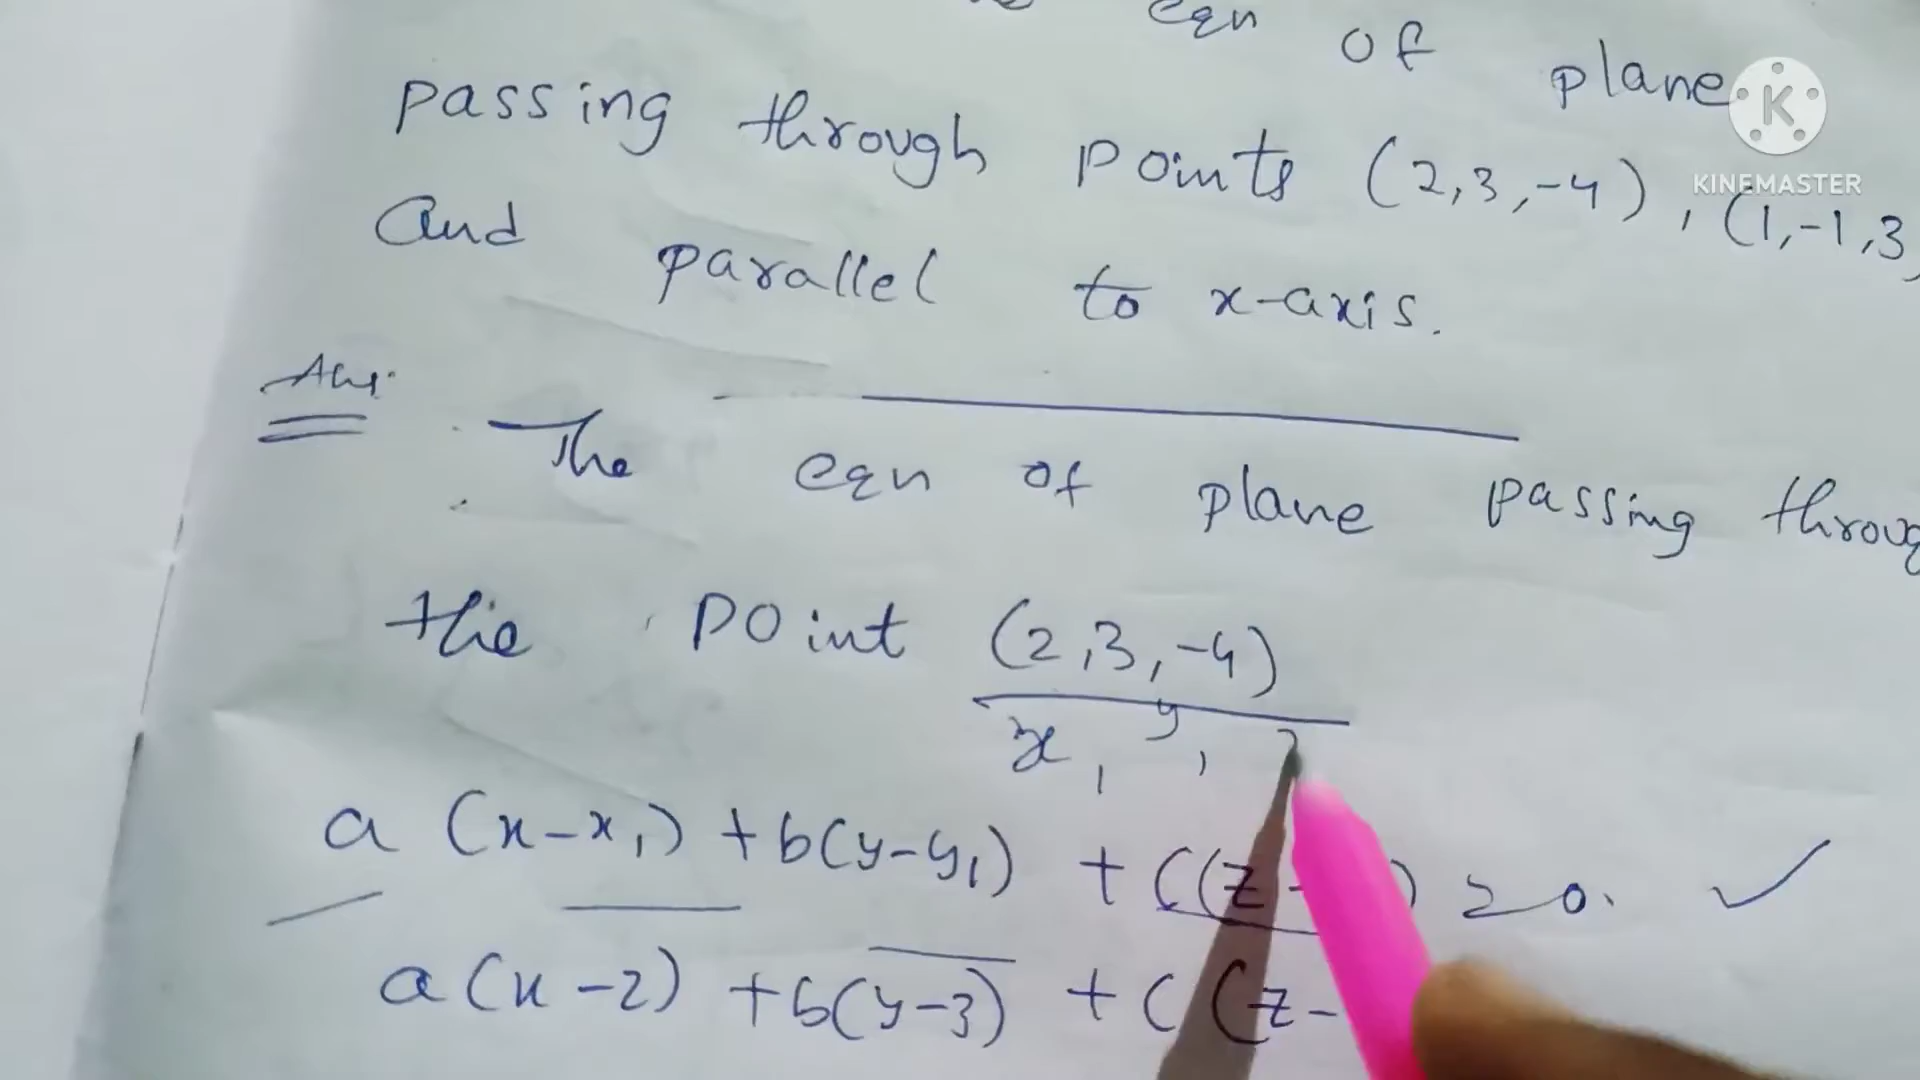 eqn of plane
passing through points (2,3,-4), (1,-1,3
and parallel to x-axis.
Ans.
The eqn of plane passing throug
the point (2,3,-4)
x, y,
a (x-x₁) +b(y-y₁) + c(z- ) = 0.
a(x-2) +b(y-3) + c(z-
K
KINEMASTER